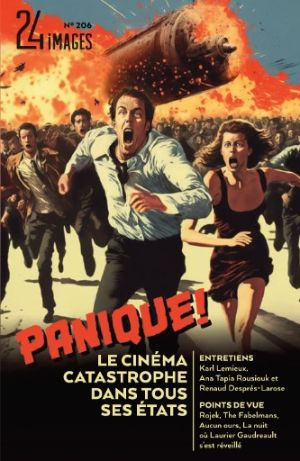 24 IMAGES
Nº 206
PANIQUE!
LE CINÉMA
CATASTROPHE
DANS TOUS
SES ÉTATS
ENTRETIENS
Karl Lemieux,
Ana Tapia Rousiouk et
Renaud Després-Larose
POINTS DE VUE
Rojek, The Fabelmans,
Aucun ours, La nuit
où Laurier Gaudreault
s'est réveillé